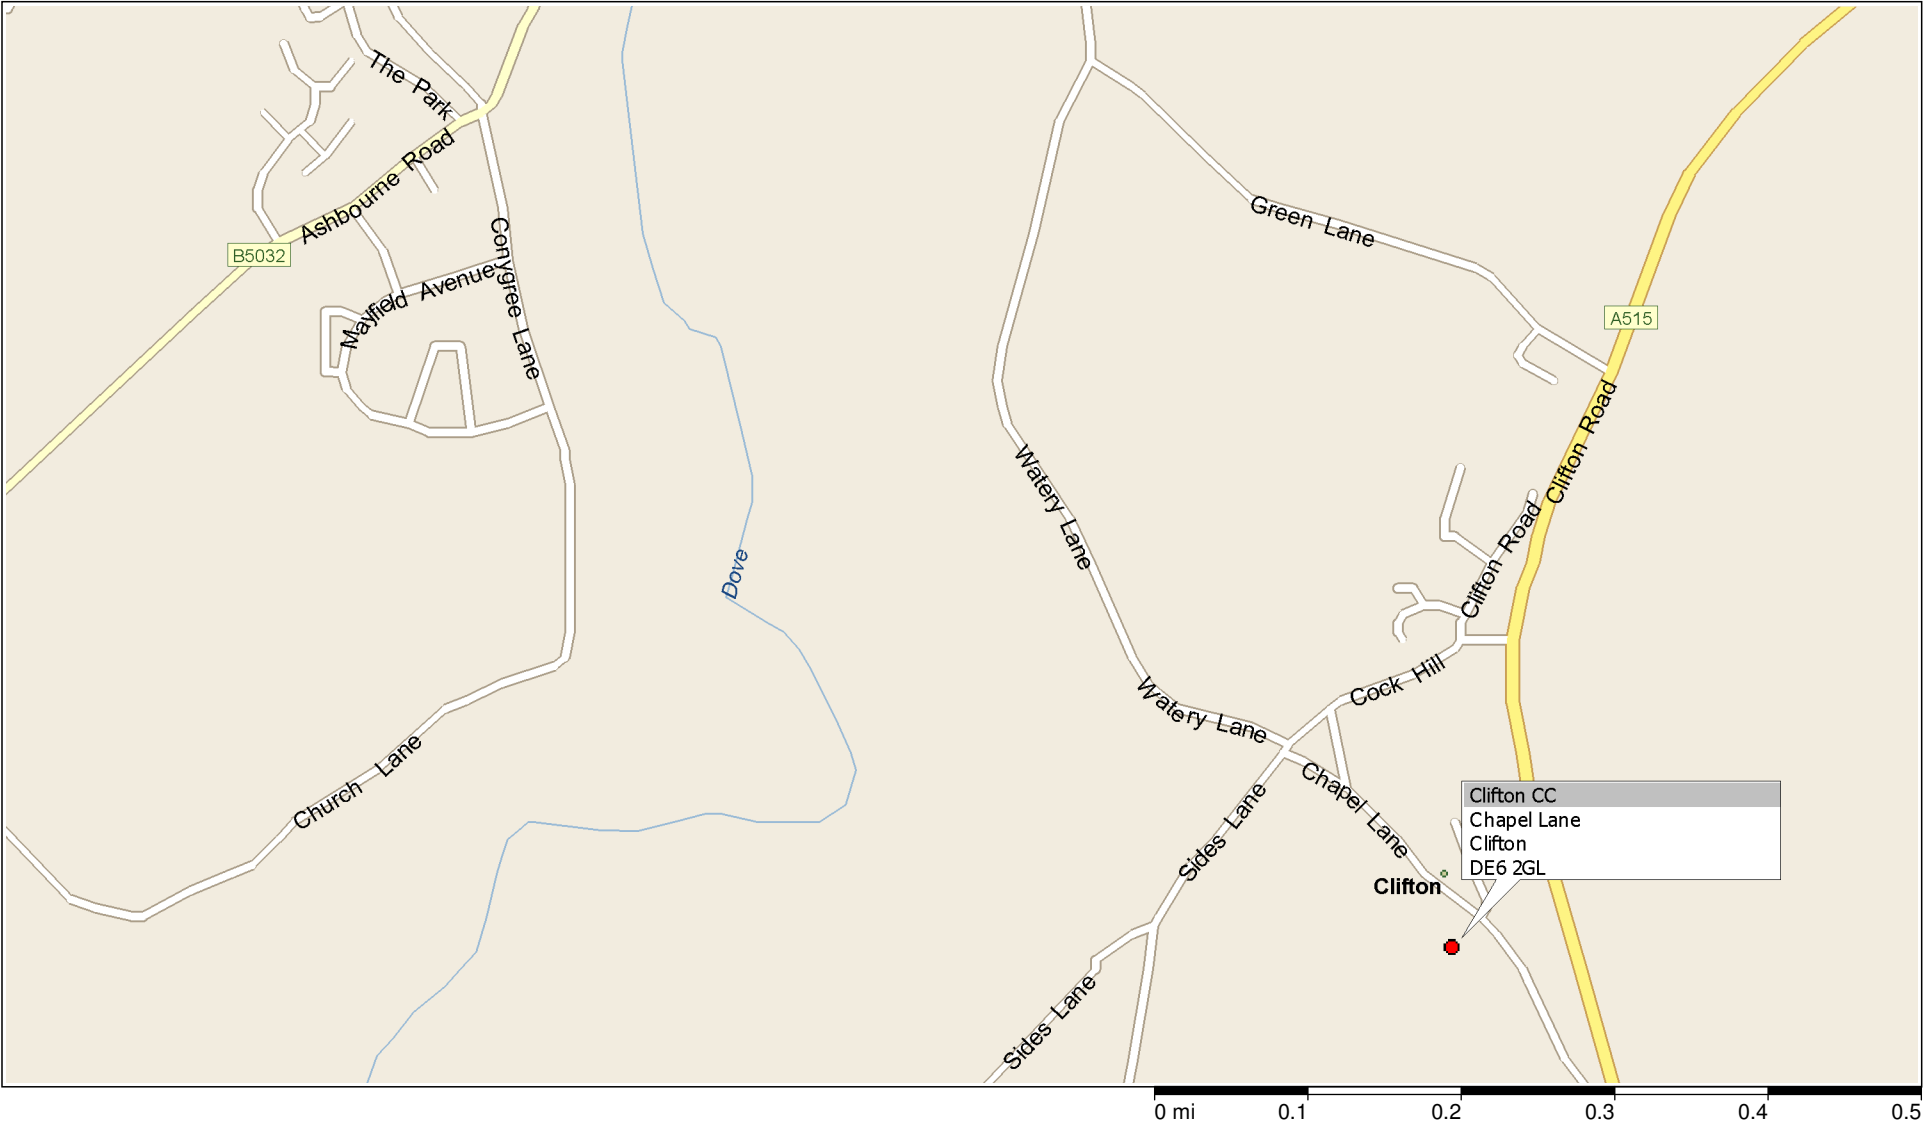 The Park
Ashbourne Road
B5032
Conygree Lane
Mayfield Avenue
Green Lane
A515
Clifton Road
Watery Lane
Clifton Road
Dove
Cock Hill
Watery Lane
Church Lane
Chapel Lane
Sides Lane
Clifton CC
Chapel Lane
Clifton
DE6 2GL
Clifton
Sides Lane
0 mi 0.1 0.2 0.3 0.4 0.5